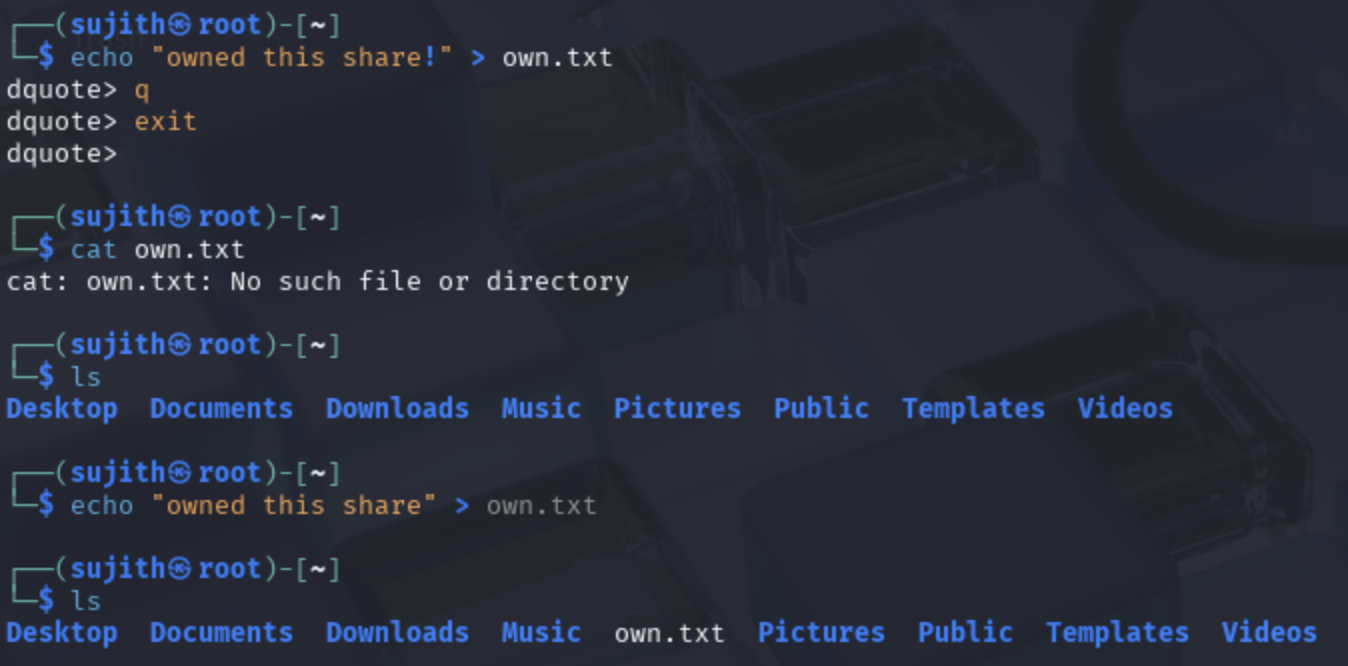 ┌──(sujith㉿root)-[~]
└─$ echo "owned this share!" > own.txt
dquote> q
dquote> exit
dquote>
┌──(sujith㉿root)-[~]
└─$ cat own.txt
cat: own.txt: No such file or directory
┌──(sujith㉿root)-[~]
└─$ ls
Desktop  Documents  Downloads  Music  Pictures  Public  Templates  Videos
┌──(sujith㉿root)-[~]
└─$ echo "owned this share" > own.txt
┌──(sujith㉿root)-[~]
└─$ ls
Desktop  Documents  Downloads  Music  own.txt  Pictures  Public  Templates  Videos